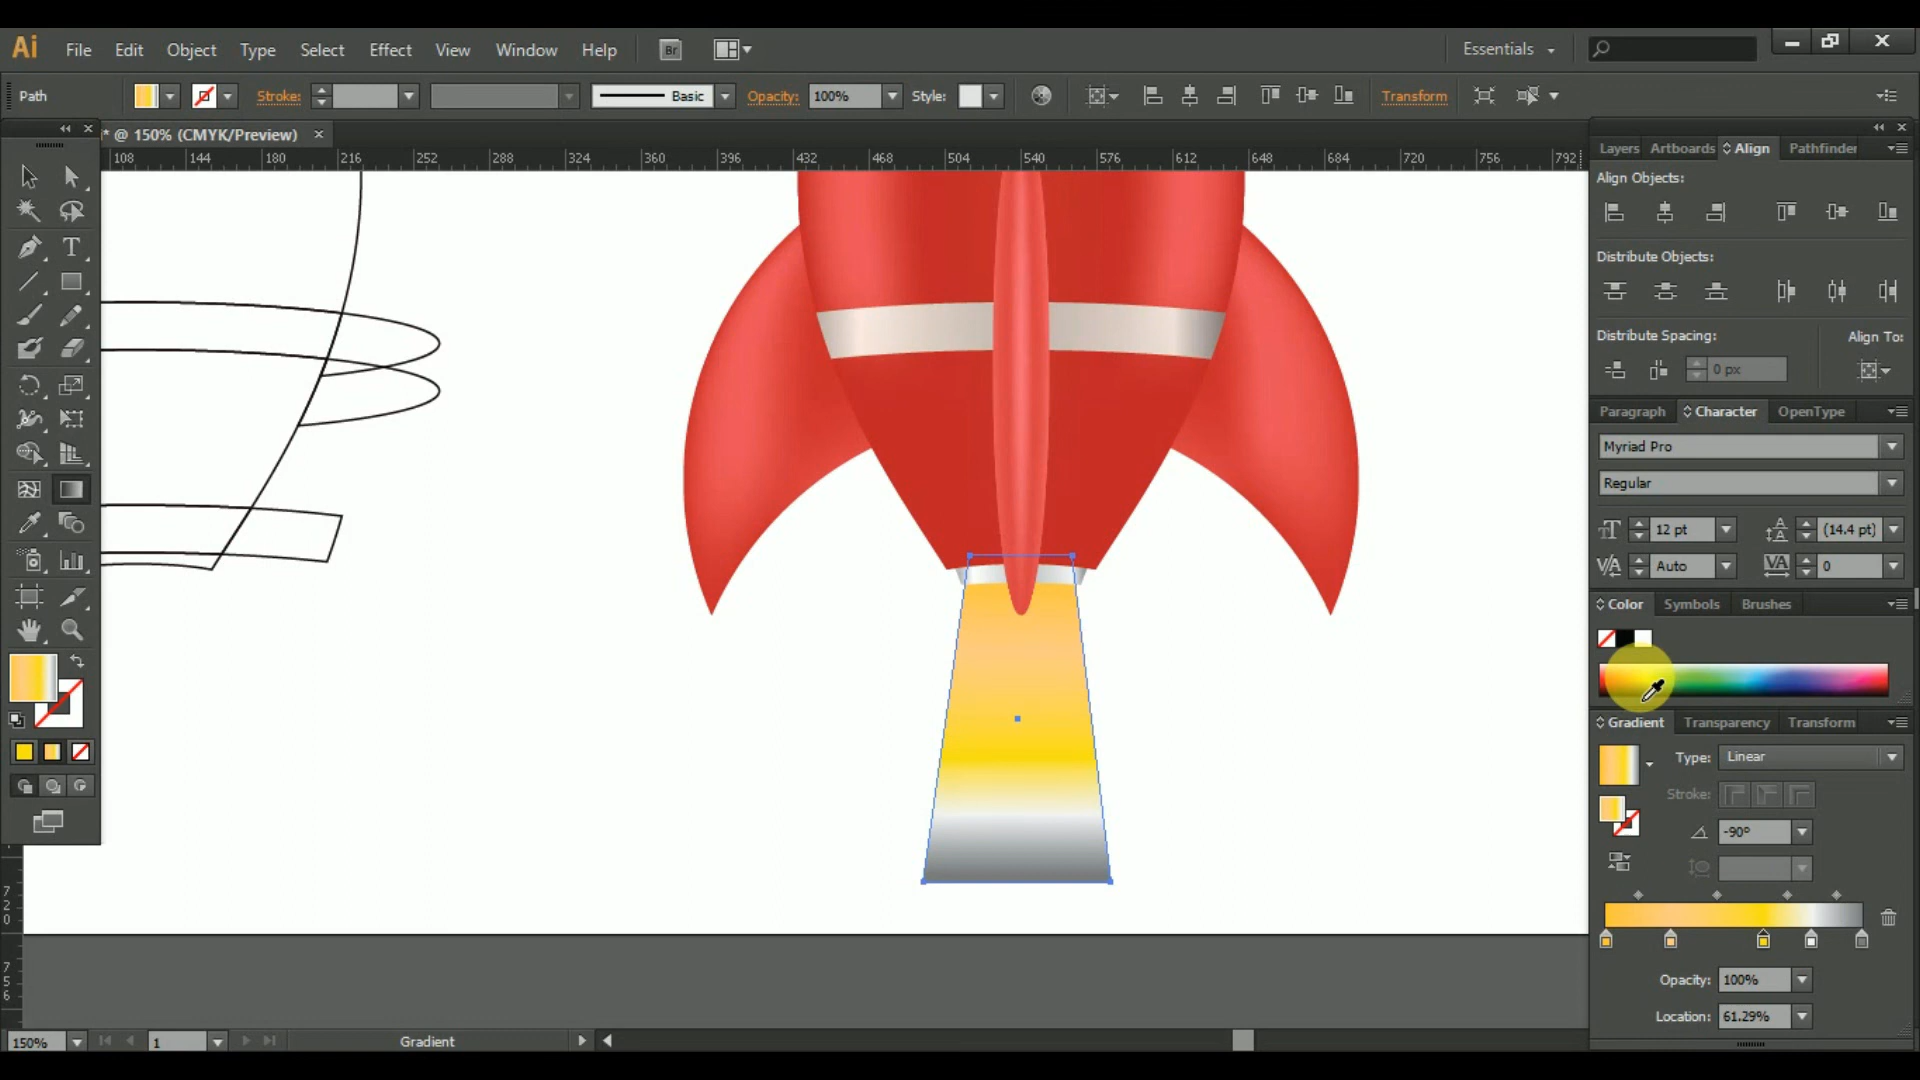 Ai File Edit Object Type Select Effect View Window Help Br Essentials
Path Stroke: Basic Opacity: 100% Style: Transform
* @ 150% (CMYK/Preview)
108 144 180 216 252 288 324 360 396 432 468 504 540 576 612 648 684 720 756 792
Layers Artboards Align Pathfinder
Align Objects:
Distribute Objects:
Distribute Spacing: Align To:
0 px
Paragraph Character OpenType
Myriad Pro
Regular
12 pt (14.4 pt)
Auto 0
Color Symbols Brushes
Gradient Transparency Transform
Type: Linear
Stroke:
-90°
Opacity: 100%
Location: 61.29%
720
756
150% 1 Gradient